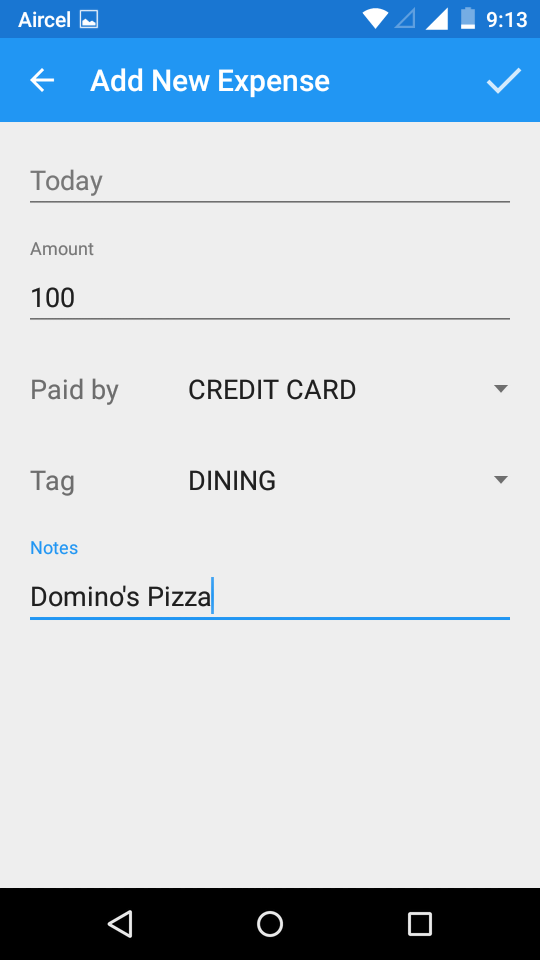 Aircel 9:13
Add New Expense
Today
Amount
100
Paid by CREDIT CARD
Tag DINING
Notes
Domino's Pizza